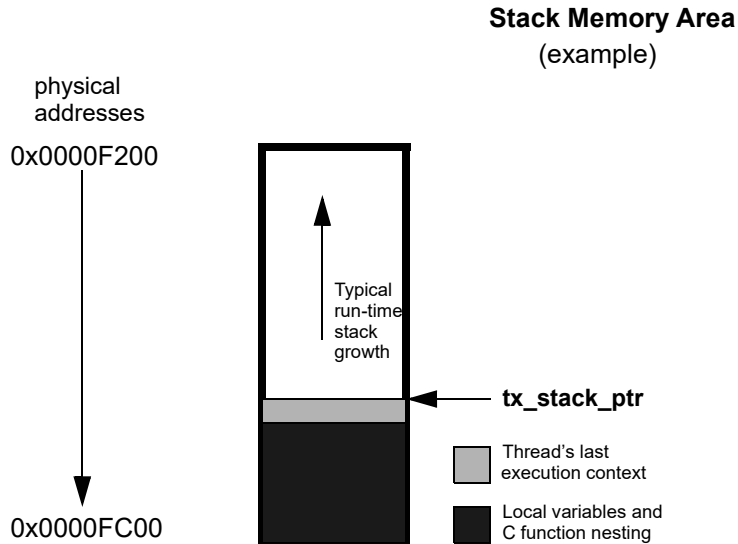 Stack Memory Area
(example)
physical
addresses
0x0000F200
Typical
run-time
stack
growth
tx_stack_ptr
Thread's last
execution context
Local variables and
C function nesting
0x0000FC00